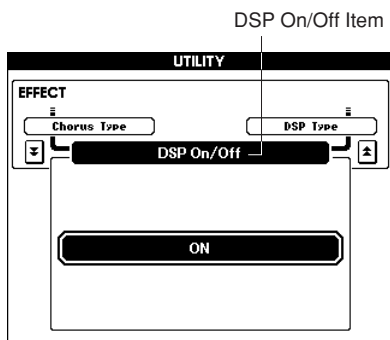 DSP On/Off Item
UTILITY
EFFECT
Chorus Type
DSP Type
DSP On/Off
ON